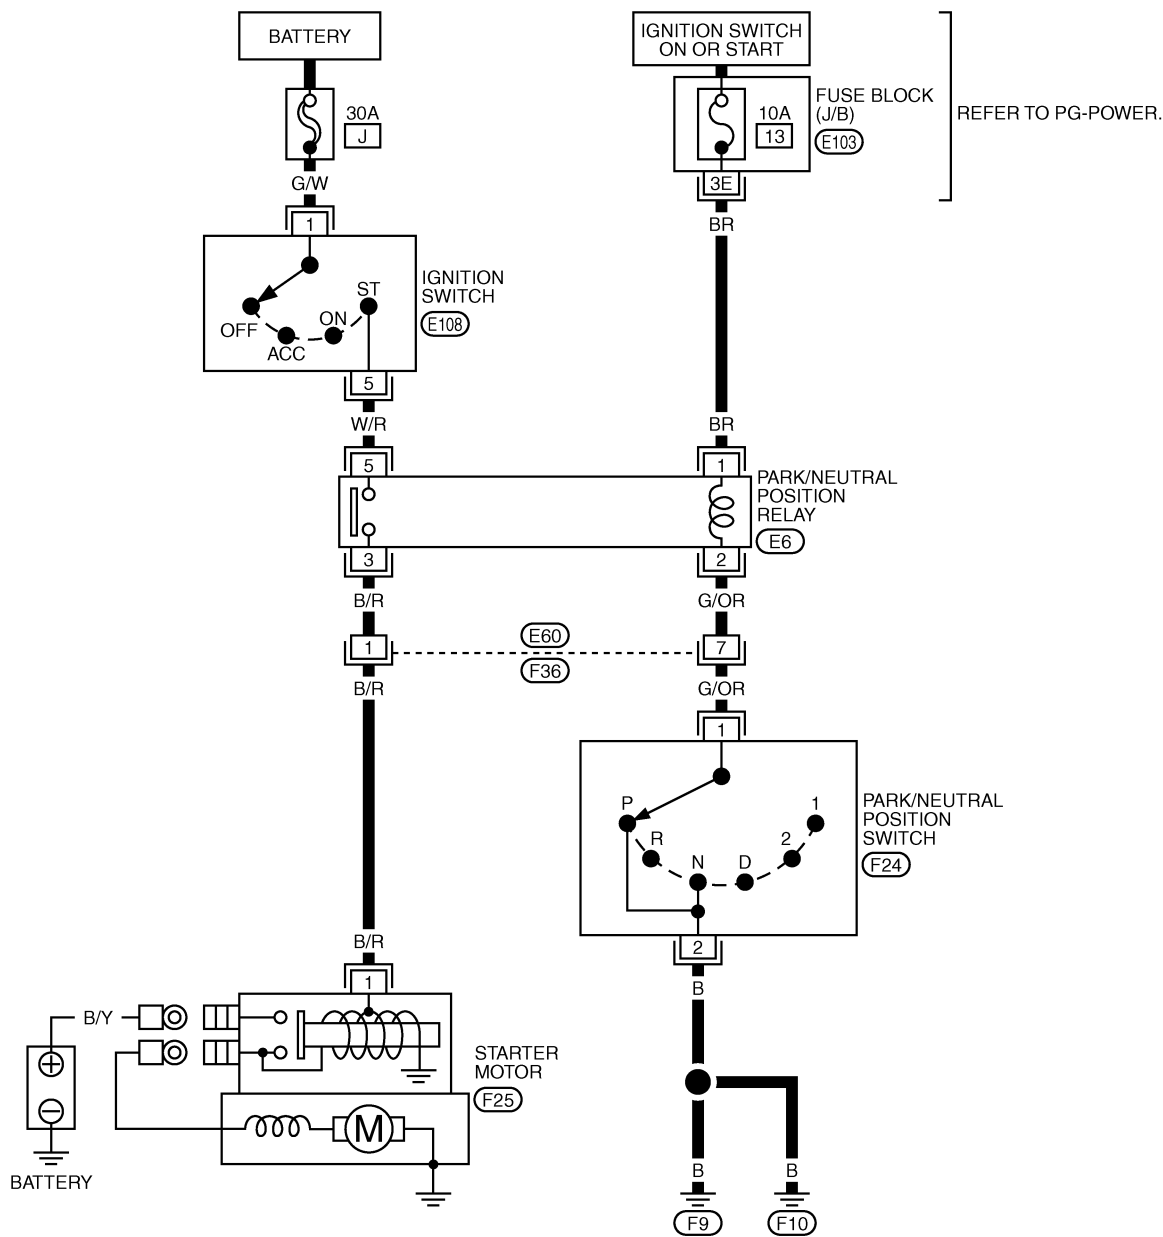 BATTERY
IGNITION SWITCH
ON OR START
30A
J
10A
13
FUSE BLOCK
(J/B)
E103
REFER TO PG-POWER.
G/W
3E
1
BR
IGNITION
SWITCH
E108
OFF
ACC
ON
ST
5
W/R
BR
5
1
PARK/NEUTRAL
POSITION
RELAY
E6
3
2
B/R
G/OR
1
E60
F36
7
B/R
G/OR
1
P
R
N
D
2
1
PARK/NEUTRAL
POSITION
SWITCH
F24
B/R
2
1
B
B/Y
STARTER
MOTOR
F25
M
BATTERY
B
B
F9
F10